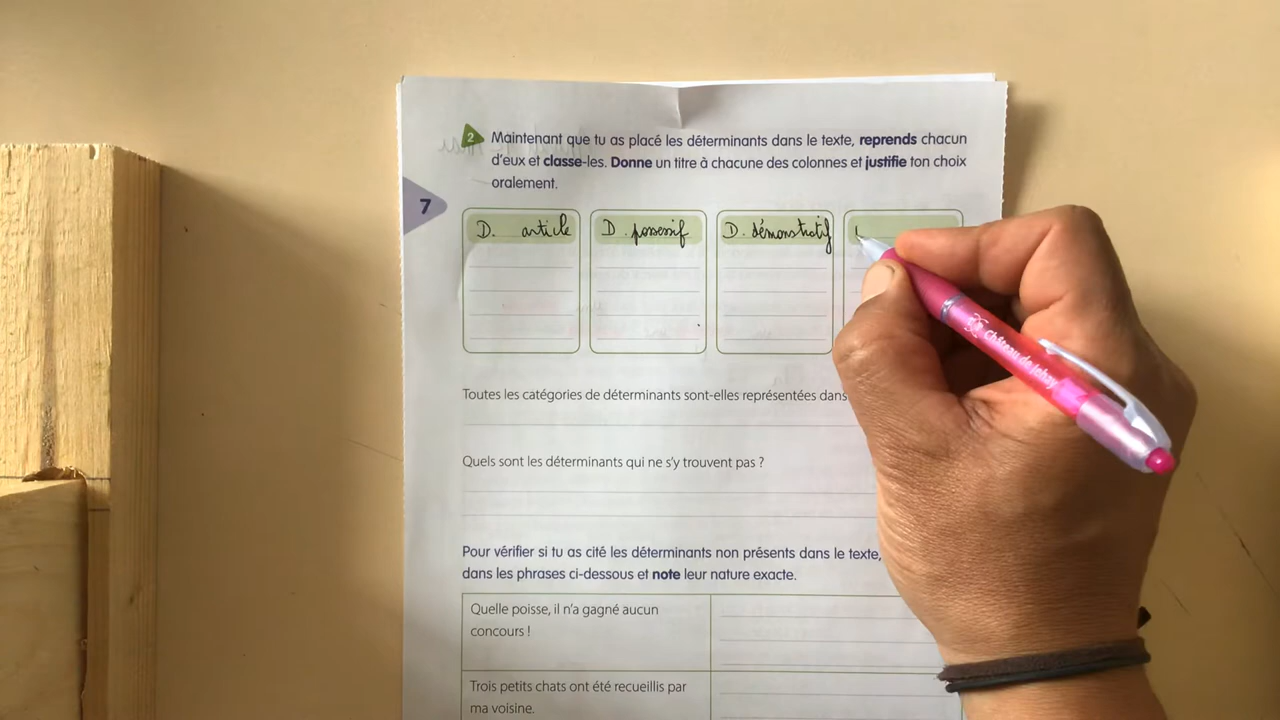 2 Maintenant que tu as placé les déterminants dans le texte, reprends chacun
d'eux et classe-les. Donne un titre à chacune des colonnes et justifie ton choix
oralement.
7
D. article
D. possessif
D. démonstratif
Toutes les catégories de déterminants sont-elles représentées dans
Quels sont les déterminants qui ne s'y trouvent pas ?
Pour vérifier si tu as cité les déterminants non présents dans le texte,
dans les phrases ci-dessous et note leur nature exacte.
Quelle poisse, il n'a gagné aucun
concours !
Trois petits chats ont été recueillis par
ma voisine.
Château de Jehay